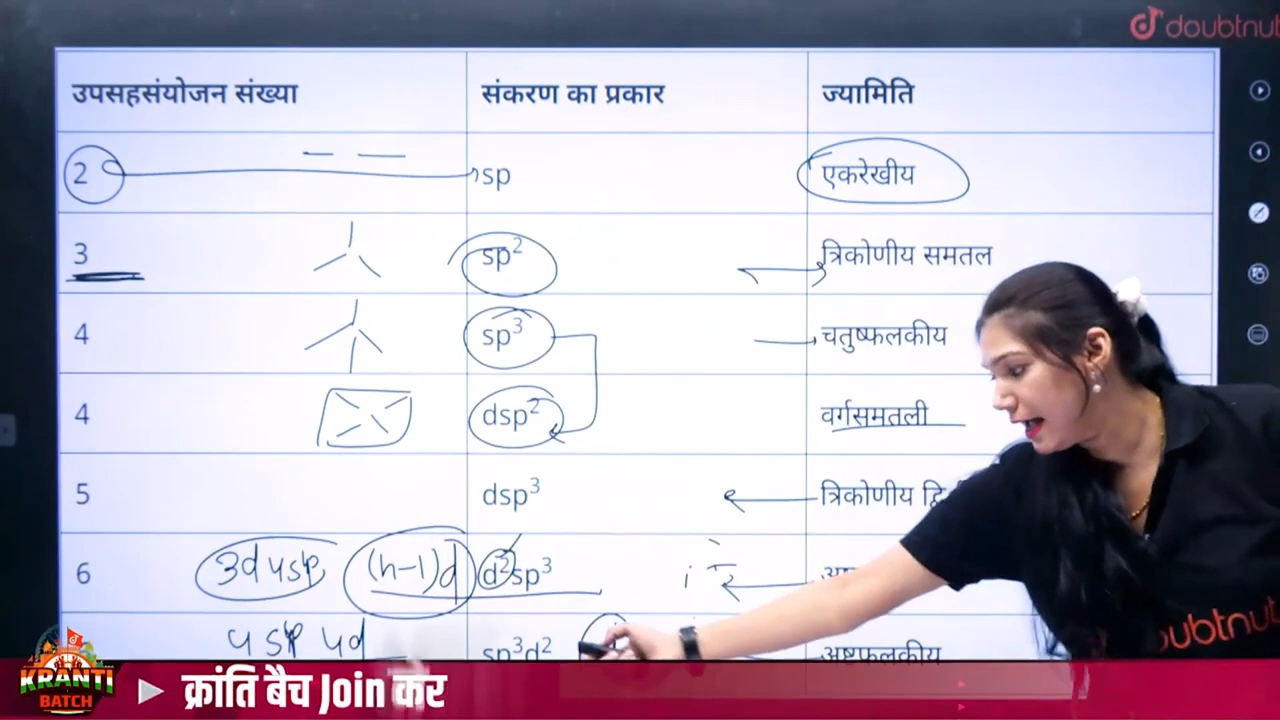 doubtnut
उपसहसंयोजन संख्या संकरण का प्रकार ज्यामिति
2 sp एकरेखीय
3 sp² त्रिकोणीय समतल
4 sp³ चतुष्फलकीय
4 dsp² वर्गसमतली
5 dsp³ त्रिकोणीय
6 3d 4sp (n-1)d d²sp³
4sp 4d sp³d² अष्टफलकीय
doubtnut
KRANTI
BATCH
क्रांति बैच Join कर